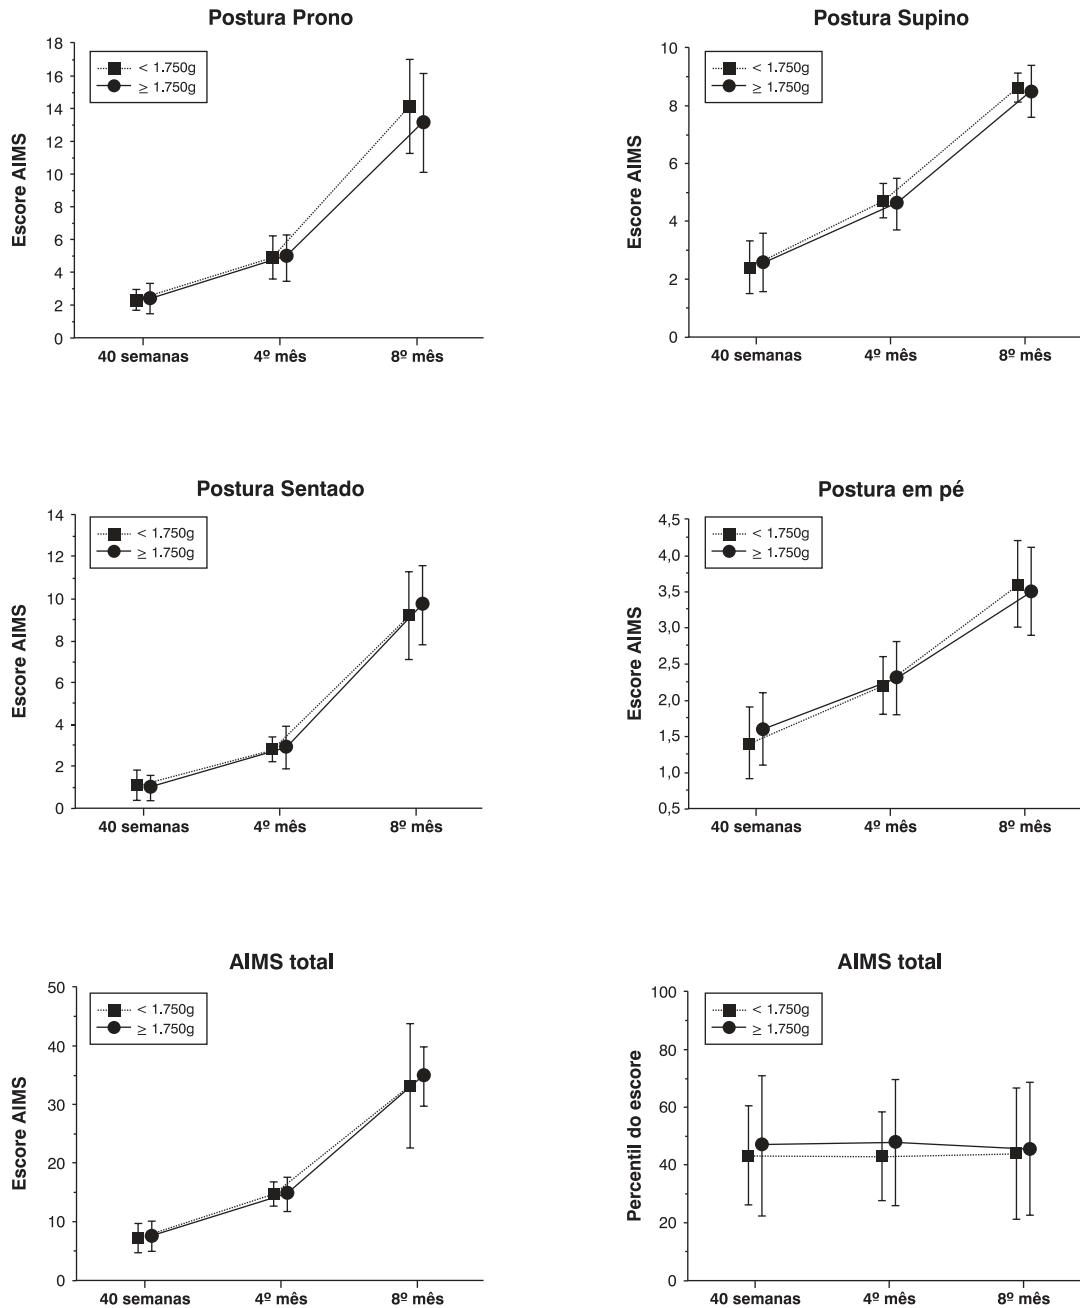 Postura Prono
18
16
14
12
10
8
6
4
2
0
Escore AIMS
< 1.750g
≥ 1.750g
40 semanas 4º mês 8º mês
Postura Supino
10
8
6
4
2
0
Escore AIMS
< 1.750g
≥ 1.750g
40 semanas 4º mês 8º mês
Postura Sentado
14
12
10
8
6
4
2
0
Escore AIMS
< 1.750g
≥ 1.750g
40 semanas 4º mês 8º mês
Postura em pé
4,5
4,0
3,5
3,0
2,5
2,0
1,5
1,0
0,5
Escore AIMS
< 1.750g
≥ 1.750g
40 semanas 4º mês 8º mês
AIMS total
50
40
30
20
10
0
Escore AIMS
< 1.750g
≥ 1.750g
40 semanas 4º mês 8º mês
AIMS total
100
80
60
40
20
0
Percentil do escore
< 1.750g
≥ 1.750g
40 semanas 4º mês 8º mês